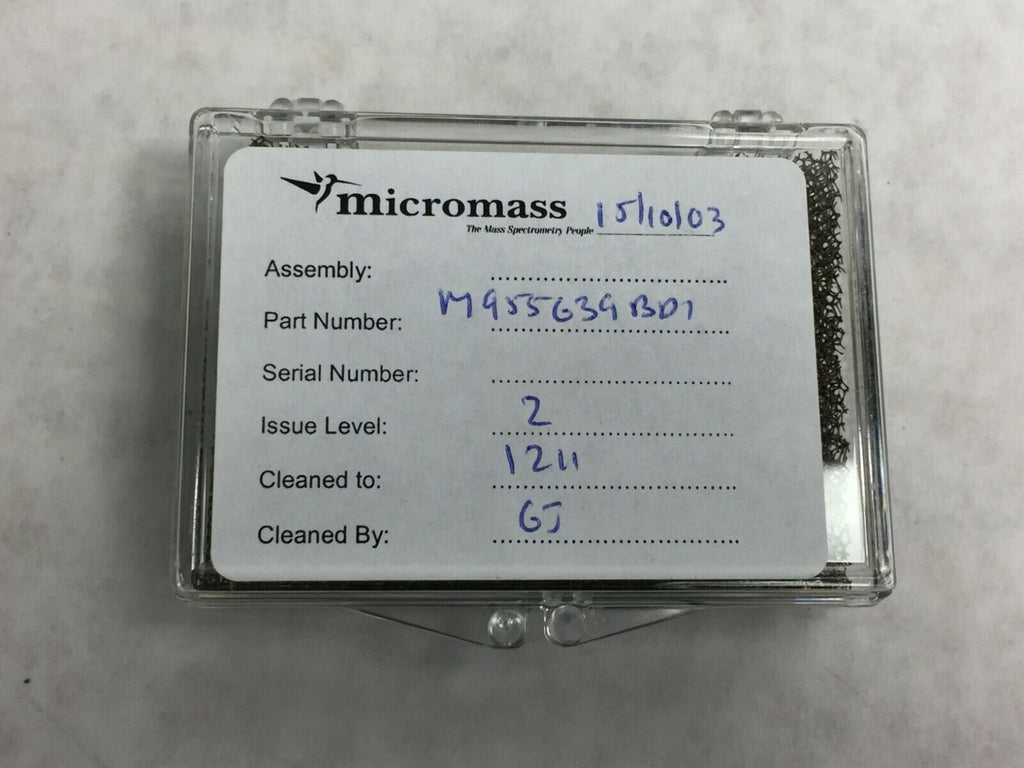 micromass 15/10/03
The Mass Spectrometry People
Assembly:
Part Number: M955639BD1
Serial Number:
Issue Level: 2
Cleaned to: 1211
Cleaned By: GJ